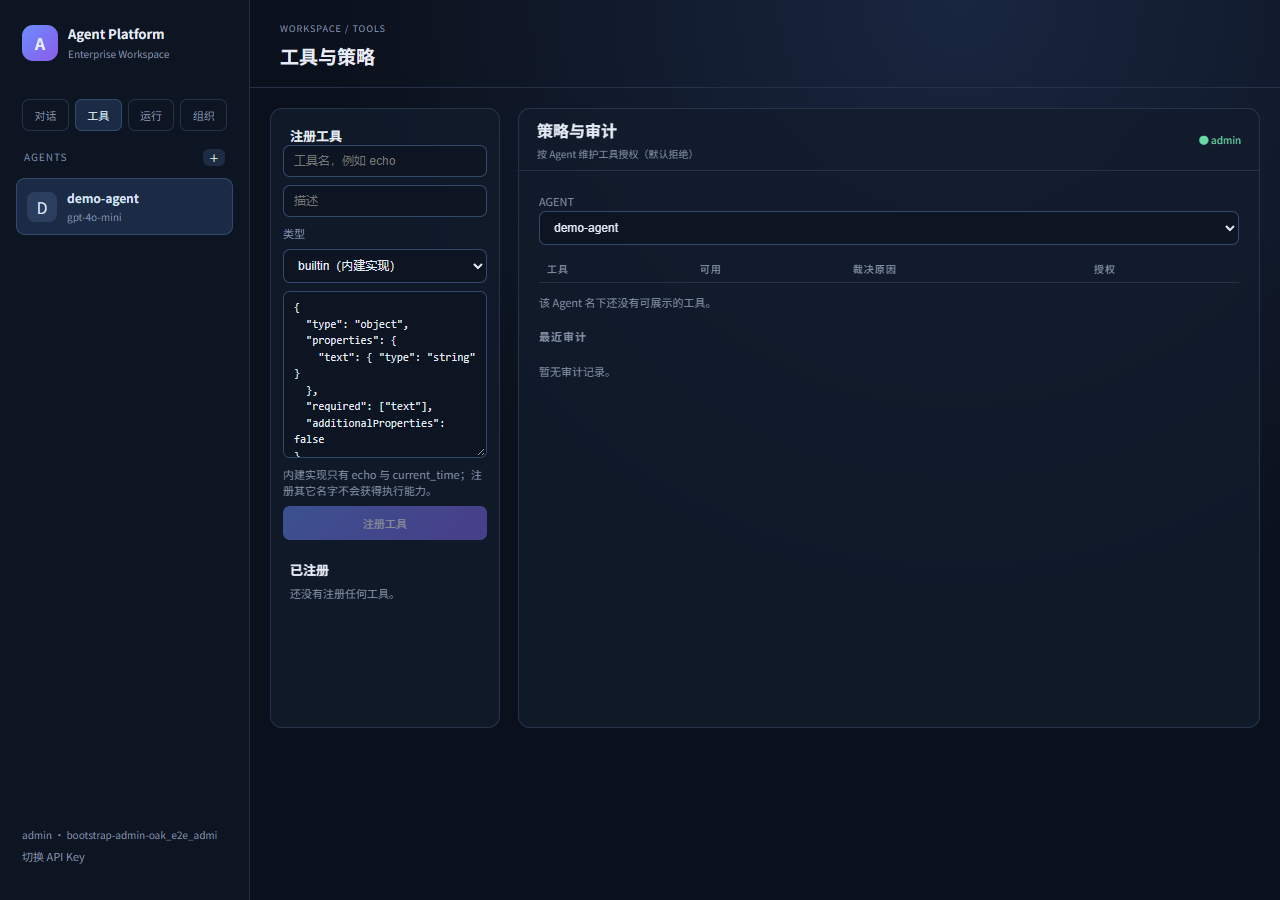 A
Agent Platform
Enterprise Workspace
对话
工具
运行
组织
AGENTS
+
D
demo-agent
gpt-4o-mini
admin · bootstrap-admin-oak_e2e_admi
切换 API Key
WORKSPACE / TOOLS
工具与策略
注册工具
工具名，例如 echo
描述
类型
builtin（内建实现）
{
"type": "object",
"properties": {
"text": { "type": "string"
}
},
"required": ["text"],
"additionalProperties":
false
}
内建实现只有 echo 与 current_time；注
册其它名字不会获得执行能力。
注册工具
已注册
还没有注册任何工具。
策略与审计
按 Agent 维护工具授权（默认拒绝）
admin
AGENT
demo-agent
工具 可用 裁决原因 授权
该 Agent 名下还没有可展示的工具。
最近审计
暂无审计记录。